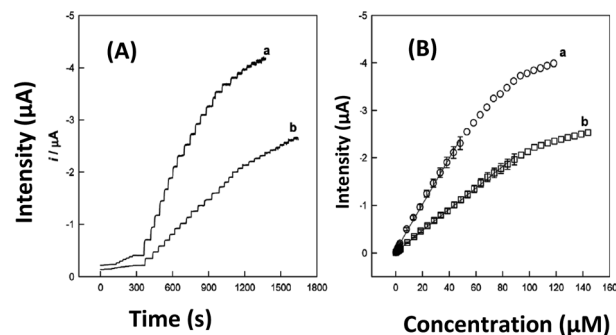 (A)
a
b
Intensity (μA)
i / μA
-5
-4
-3
-2
-1
0
0 300 600 900 1200 1500 1800
Time (s)
(B)
a
b
Intensity (μA)
-5
-4
-3
-2
-1
0
0 20 40 60 80 100 120 140 160
Concentration (μM)